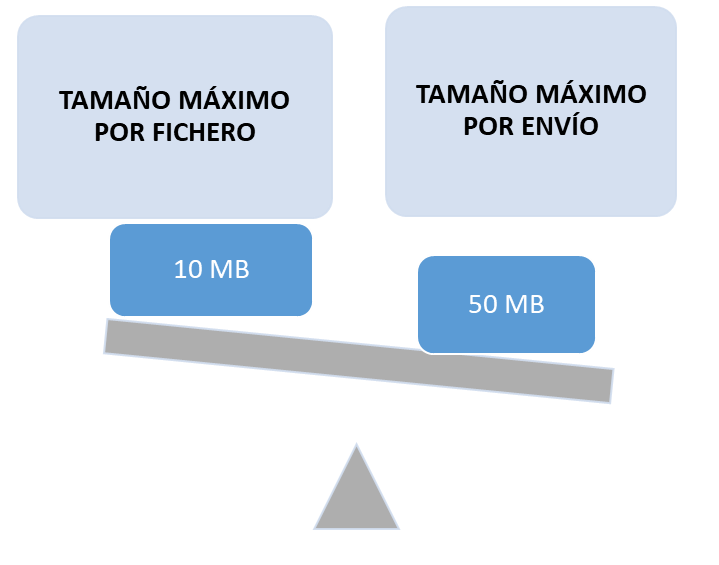 TAMAÑO MÁXIMO
POR FICHERO
TAMAÑO MÁXIMO
POR ENVÍO
10 MB
50 MB